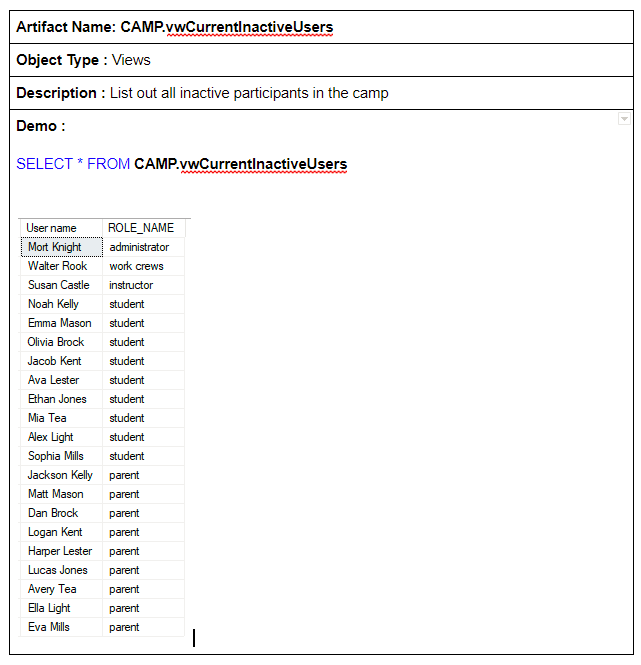 Artifact Name: CAMP.vwCurrentInactiveUsers
Object Type : Views
Description : List out all inactive participants in the camp
Demo :
SELECT * FROM CAMP.vwCurrentInactiveUsers
User name ROLE_NAME
Mort Knight administrator
Walter Rook work crews
Susan Castle instructor
Noah Kelly student
Emma Mason student
Olivia Brock student
Jacob Kent student
Ava Lester student
Ethan Jones student
Mia Tea student
Alex Light student
Sophia Mills student
Jackson Kelly parent
Matt Mason parent
Dan Brock parent
Logan Kent parent
Harper Lester parent
Lucas Jones parent
Avery Tea parent
Ella Light parent
Eva Mills parent